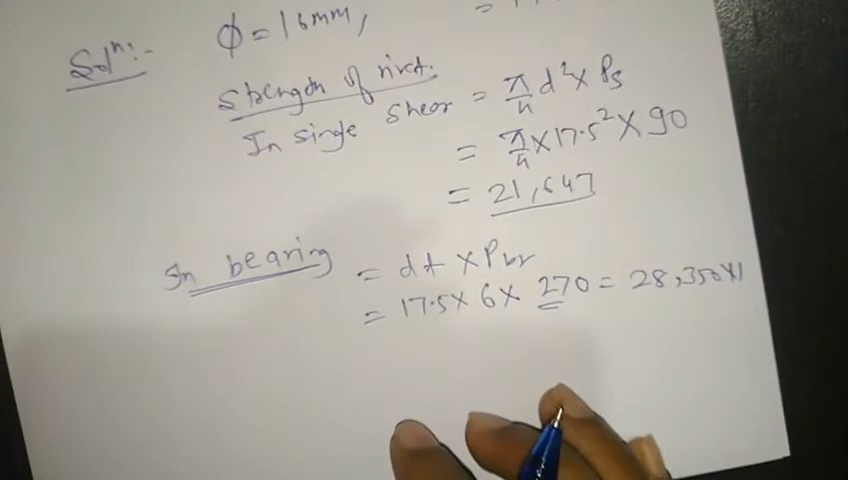 Solⁿ:- ϕ = 16mm, =
Strength of rivet.
In single shear = π/4 d² × Ps
= π/4 × 17.5² × 90
= 21,647
In bearing = dt × Pbr
= 17.5 × 6 × 270 = 28,350 × 1